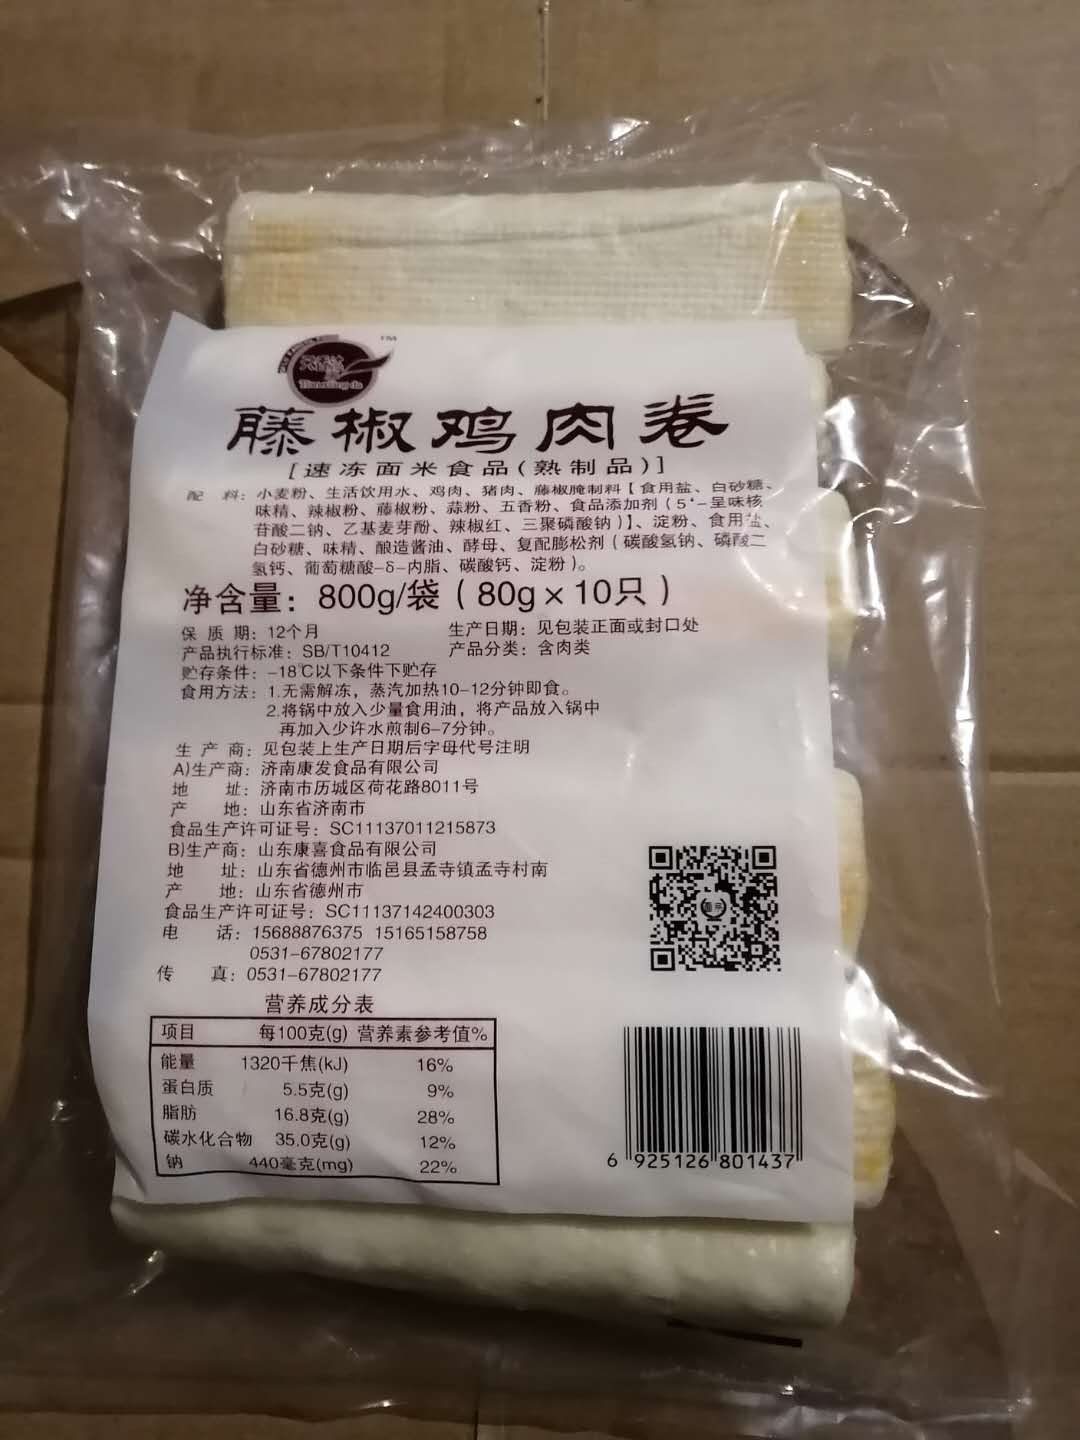 TM
Tianxiangda
藤椒鸡肉卷
[速冻面米食品(熟制品)]
配 料：小麦粉、生活饮用水、鸡肉、猪肉、藤椒腌制料【食用盐、白砂糖、
味精、辣椒粉、藤椒粉、蒜粉、五香粉、食品添加剂（5'-呈味核
苷酸二钠、乙基麦芽酚、辣椒红、三聚磷酸钠）】、淀粉、食用盐、
白砂糖、味精、酿造酱油、酵母、复配膨松剂（碳酸氢钠、磷酸二
氢钙、葡萄糖酸-δ-内脂、碳酸钙、淀粉）。
净含量：800g/袋（80g×10只）
保 质 期：12个月 生产日期：见包装正面或封口处
产品执行标准：SB/T10412 产品分类：含肉类
贮存条件：-18℃以下条件下贮存
食用方法：1.无需解冻，蒸汽加热10-12分钟即食。
2.将锅中放入少量食用油，将产品放入锅中
再加入少许水煎制6-7分钟。
生 产 商：见包装上生产日期后字母代号注明
A)生产商：济南康发食品有限公司
地 址：济南市历城区荷花路8011号
产 地：山东省济南市
食品生产许可证号：SC11137011215873
B)生产商：山东康喜食品有限公司
地 址：山东省德州市临邑县孟寺镇孟寺村南
产 地：山东省德州市
食品生产许可证号：SC11137142400303
电 话：15688876375 15165158758
0531-67802177
传 真：0531-67802177
营养成分表
项目 每100克(g) 营养素参考值%
能量 1320千焦(kJ) 16%
蛋白质 5.5克(g) 9%
脂肪 16.8克(g) 28%
碳水化合物 35.0克(g) 12%
钠 440毫克(mg) 22%
6 925126 801437